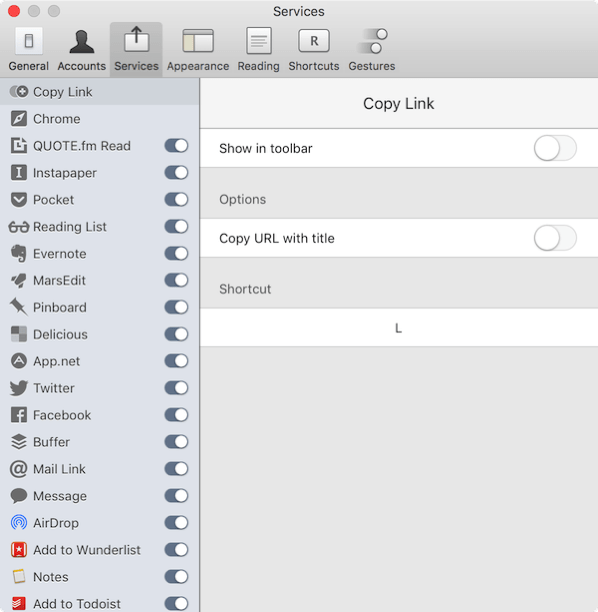 Services
General Accounts Services Appearance Reading R Shortcuts Gestures
Copy Link
Chrome
QUOTE.fm Read
Instapaper
Pocket
Reading List
Evernote
MarsEdit
Pinboard
Delicious
App.net
Twitter
Facebook
Buffer
Mail Link
Message
AirDrop
Add to Wunderlist
Notes
Add to Todoist
Copy Link
Show in toolbar
Options
Copy URL with title
Shortcut
L